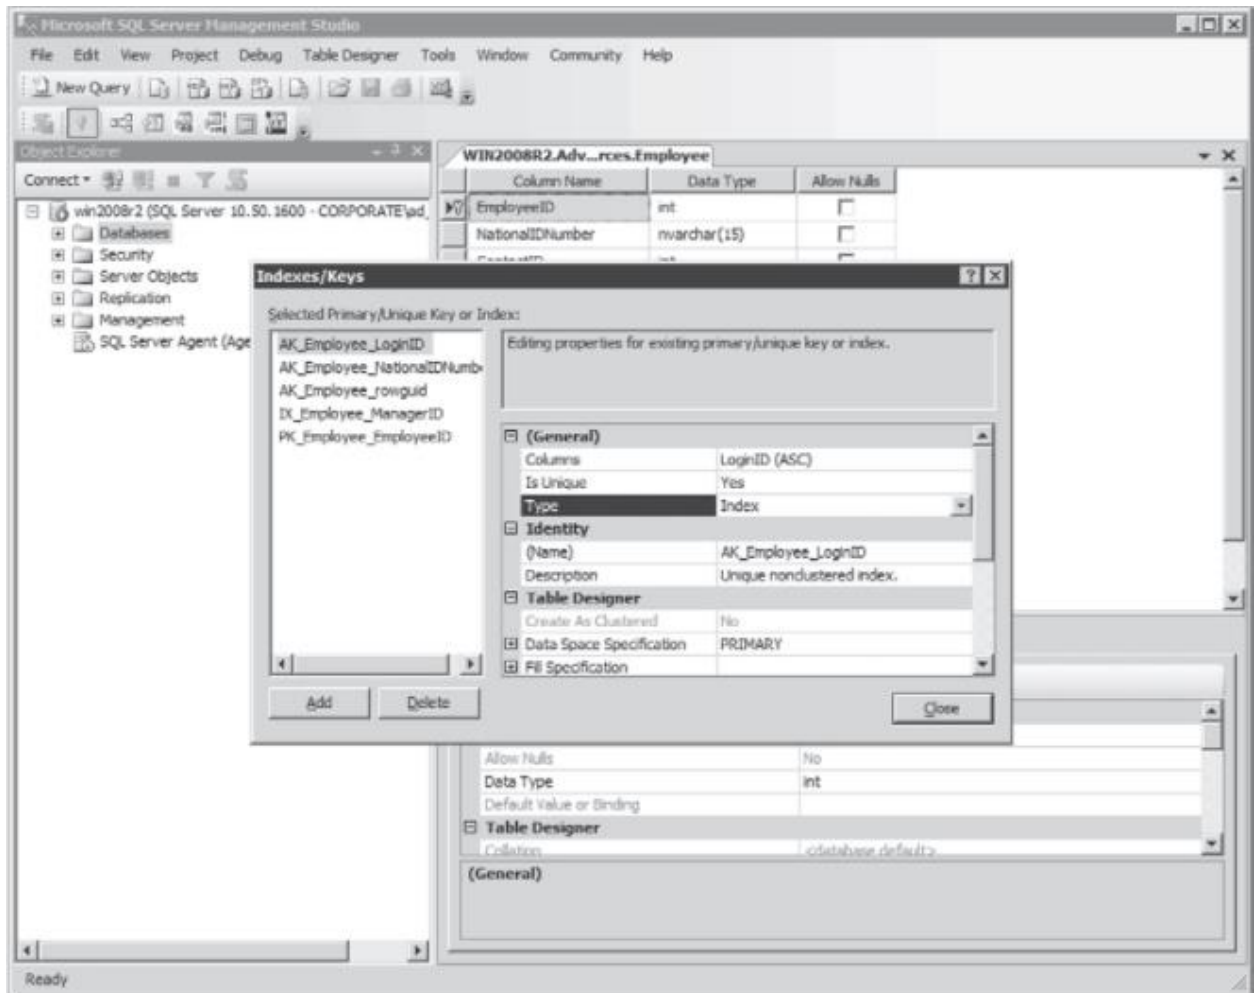 Microsoft SQL Server Management Studio
File Edit View Project Debug Table Designer Tools Window Community Help
New Query
Object Explorer
Connect
win2008r2 (SQL Server 10.50.1600 - CORPORATE\ad_
Databases
Security
Server Objects
Replication
Management
SQL Server Agent (Age
WIN2008R2.Adv...rces.Employee
Column Name Data Type Allow Nulls
EmployeeID int
NationalIDNumber nvarchar(15)
ContactID int
Indexes/Keys
Selected Primary/Unique Key or Index:
AK_Employee_LoginID
AK_Employee_NationalIDNumb
AK_Employee_rowguid
IX_Employee_ManagerID
PK_Employee_EmployeeID
Editing properties for existing primary/unique key or index.
(General)
Columns LoginID (ASC)
Is Unique Yes
Type Index
Identity
(Name) AK_Employee_LoginID
Description Unique nonclustered index.
Table Designer
Create As Clustered No
Data Space Specification PRIMARY
Fill Specification
Add Delete
Close
Allow Nulls No
Data Type int
Default Value or Binding
Table Designer
Collation <database default>
(General)
Ready